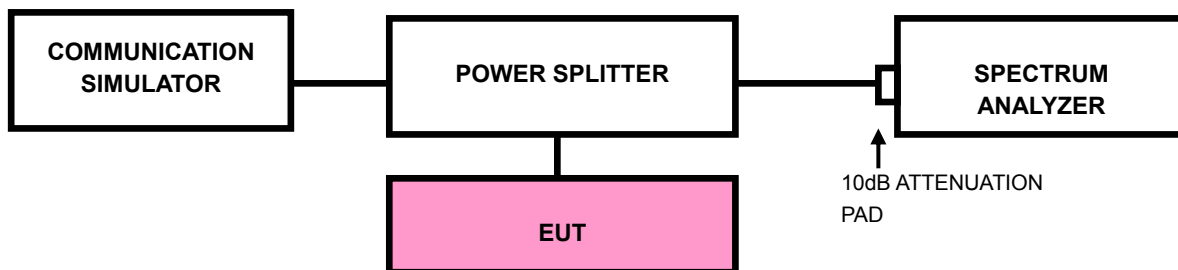 COMMUNICATION
SIMULATOR
POWER SPLITTER
SPECTRUM
ANALYZER
10dB ATTENUATION
PAD
EUT